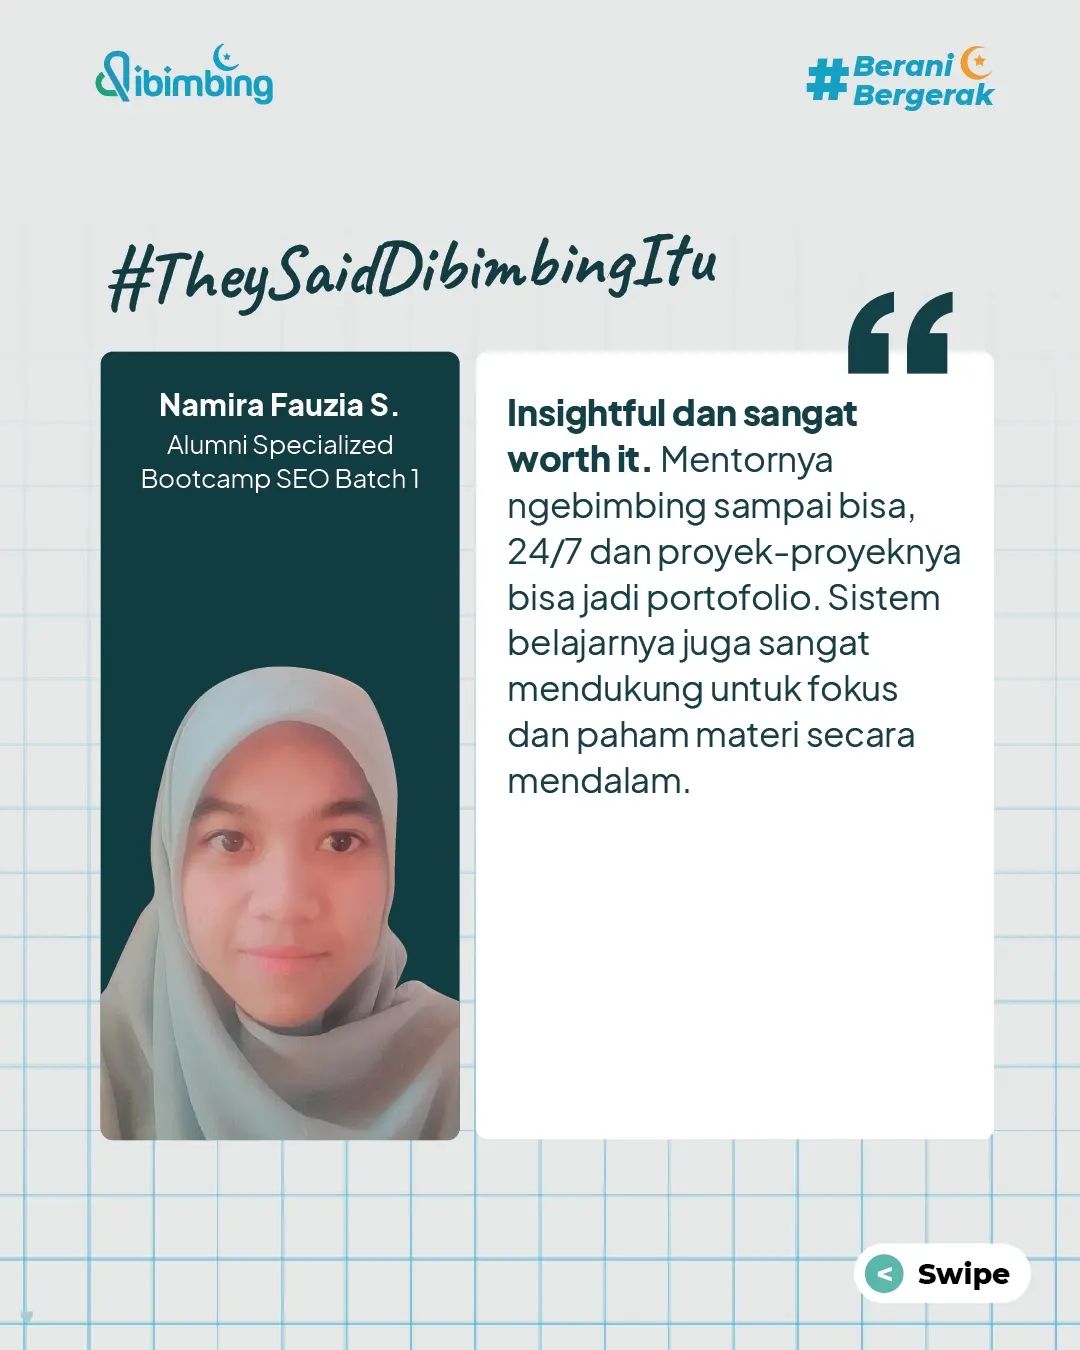 dibimbing
#Berani
Bergerak
#TheySaidDibimbingItu
Namira Fauzia S.
Alumni Specialized
Bootcamp SEO Batch 1
Insightful dan sangat
worth it. Mentornya
ngebimbing sampai bisa,
24/7 dan proyek-proyeknya
bisa jadi portofolio. Sistem
belajarnya juga sangat
mendukung untuk fokus
dan paham materi secara
mendalam.
< Swipe